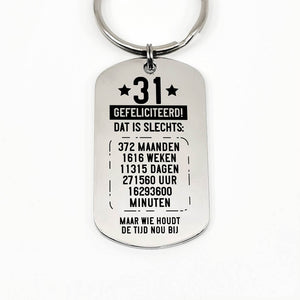 31
GEFELICITEERD!
DAT IS SLECHTS:
372 MAANDEN
1616 WEKEN
11315 DAGEN
271560 UUR
16293600
MINUTEN
MAAR WIE HOUDT
DE TIJD NOU BIJ